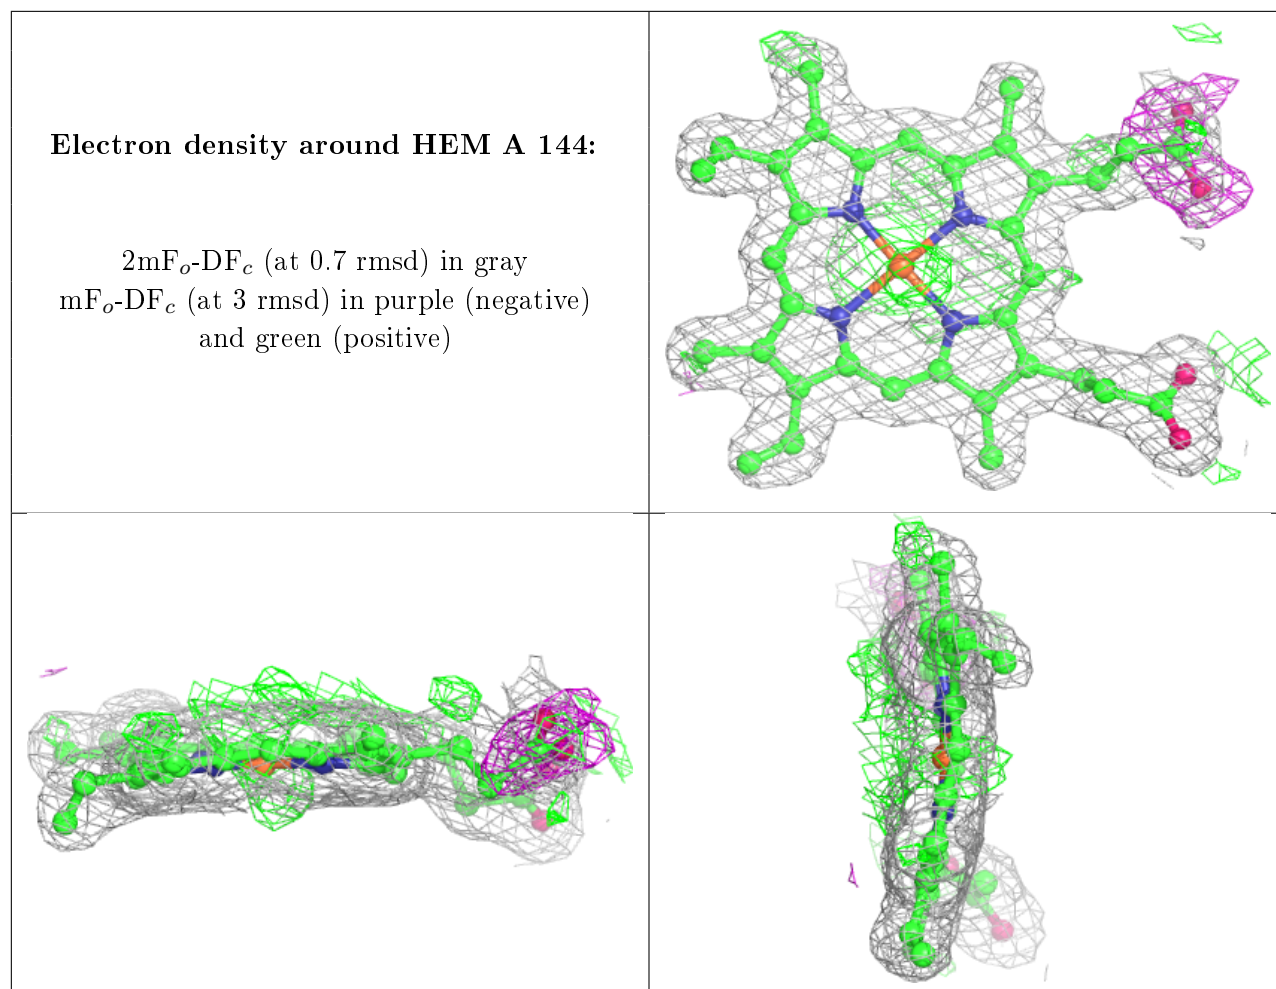 Electron density around HEM A 144:
2mFo-DFc (at 0.7 rmsd) in gray
mFo-DFc (at 3 rmsd) in purple (negative)
and green (positive)